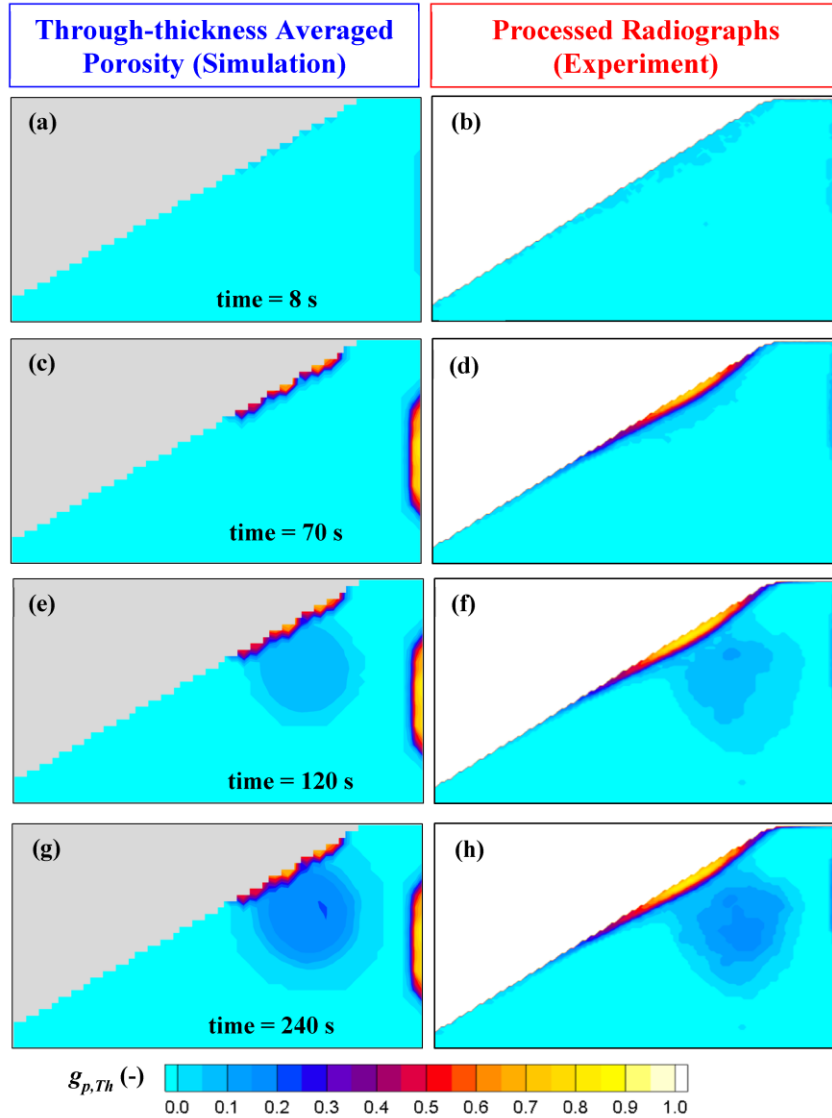 Through-thickness Averaged
Porosity (Simulation)
Processed Radiographs
(Experiment)
(a)
time = 8 s
(b)
(c)
time = 70 s
(d)
(e)
time = 120 s
(f)
(g)
time = 240 s
(h)
g_{p,Th} (-)
0.0 0.1 0.2 0.3 0.4 0.5 0.6 0.7 0.8 0.9 1.0